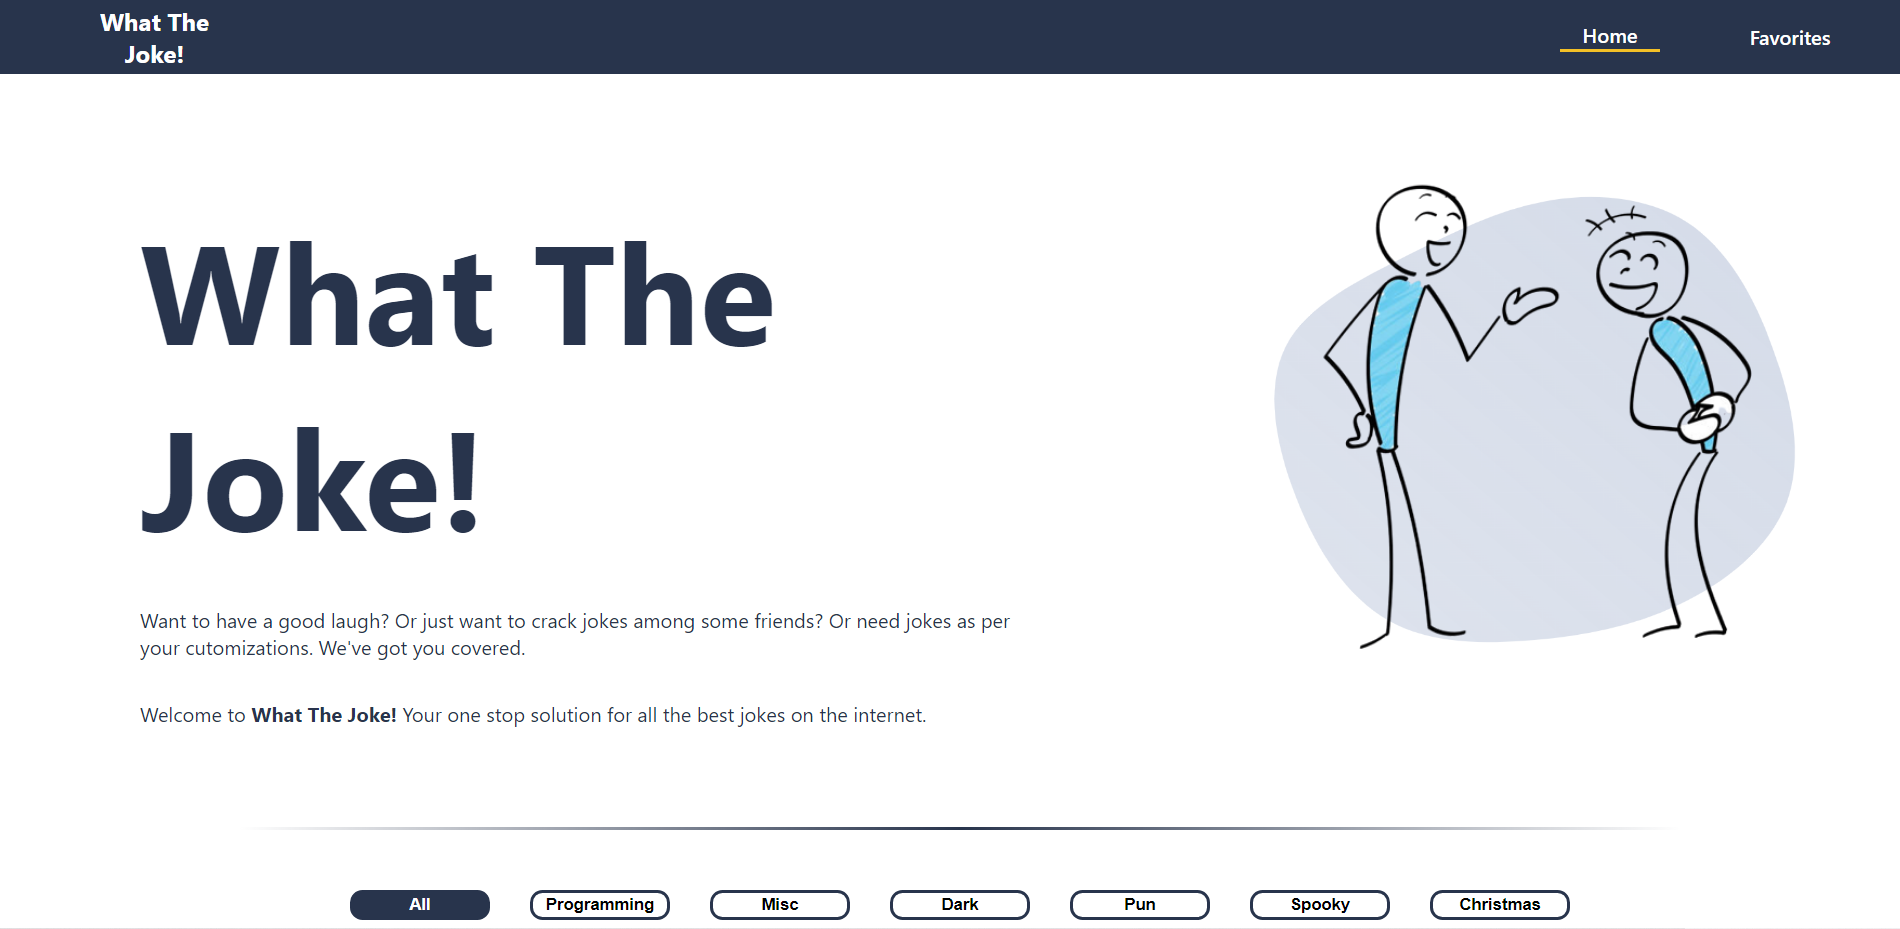 What The
Joke!
Home
Favorites
What The
Joke!
Want to have a good laugh? Or just want to crack jokes among some friends? Or need jokes as per
your cutomizations. We've got you covered.
Welcome to What The Joke! Your one stop solution for all the best jokes on the internet.
All
Programming
Misc
Dark
Pun
Spooky
Christmas